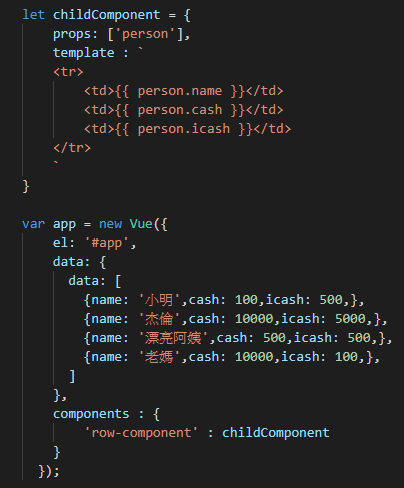 let childComponent = {
    props: ['person'],
    template : `
    <tr>
        <td>{{ person.name }}</td>
        <td>{{ person.cash }}</td>
        <td>{{ person.icash }}</td>
    </tr>
    `
}

var app = new Vue({
    el: '#app',
    data: {
      data: [
        {name: '小明',cash: 100,icash: 500,},
        {name: '杰倫',cash: 10000,icash: 5000,},
        {name: '漂亮阿姨',cash: 500,icash: 500,},
        {name: '老媽',cash: 10000,icash: 100,},
      ]
    },
    components : {
        'row-component' : childComponent
    }
  });